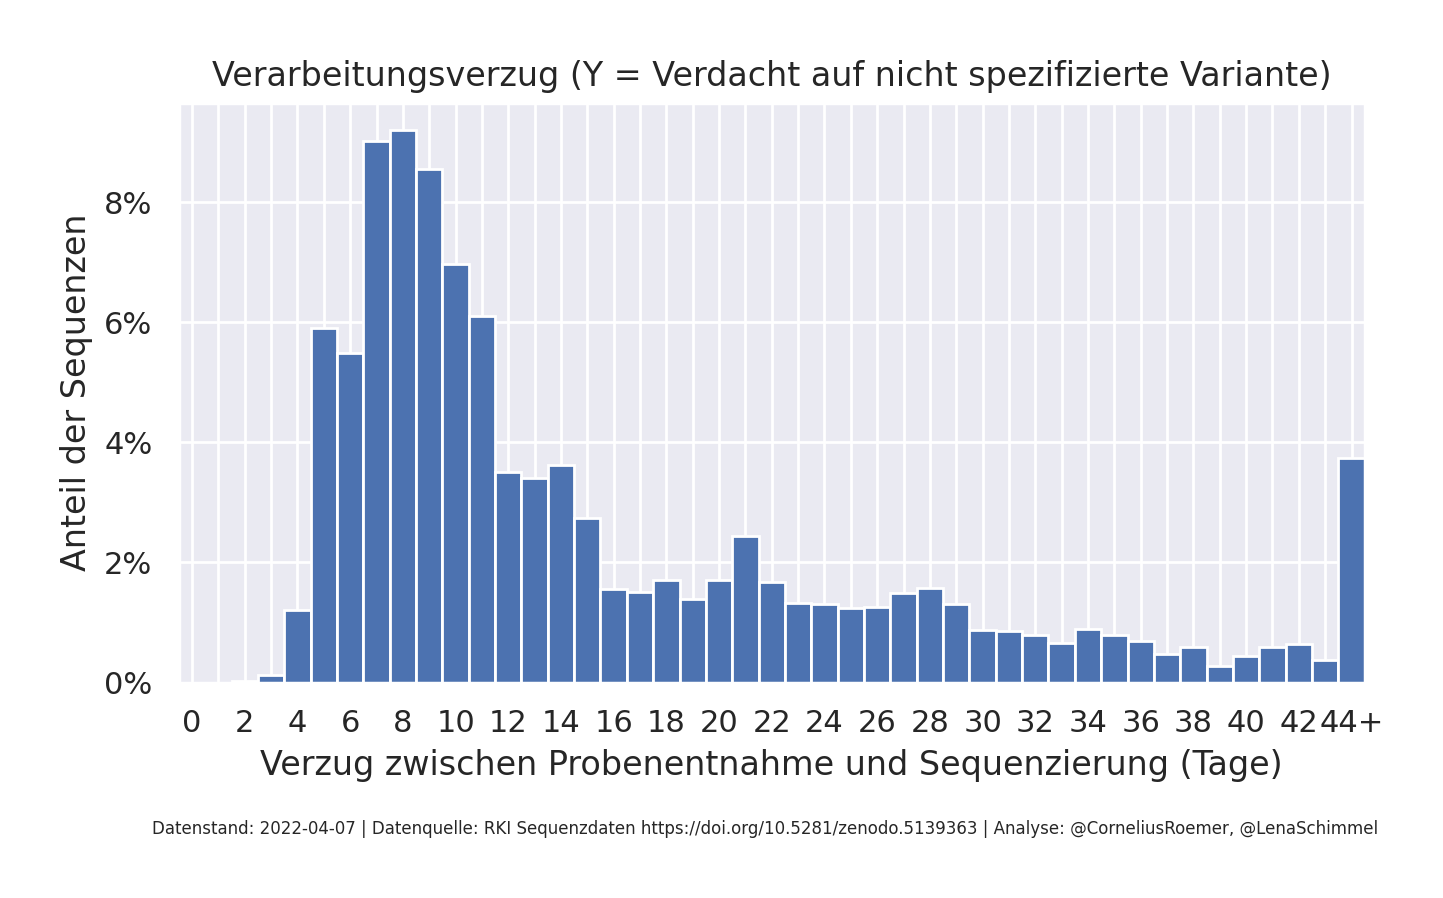 Verarbeitungsverzug (Y = Verdacht auf nicht spezifizierte Variante)
Anteil der Sequenzen
8%
6%
4%
2%
0%
0 2 4 6 8 10 12 14 16 18 20 22 24 26 28 30 32 34 36 38 40 42 44+
Verzug zwischen Probenentnahme und Sequenzierung (Tage)
Datenstand: 2022-04-07 | Datenquelle: RKI Sequenzdaten https://doi.org/10.5281/zenodo.5139363 | Analyse: @CorneliusRoemer, @LenaSchimmel